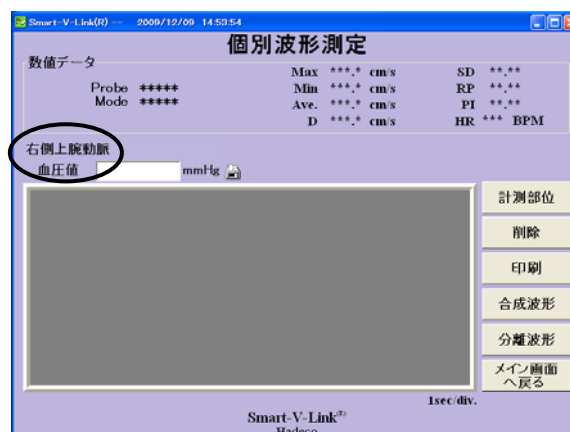 Smart-V-Link(R) -- 2009/12/09 14:53:54
個別波形測定
数値データ
Max ***.* cm/s SD **.**
Probe ***** Min ***.* cm/s RP **.**
Mode ***** Ave. ***.* cm/s PI **.**
D ***.* cm/s HR *** BPM
右側上腕動脈
血圧値 mmHg
計測部位
削除
印刷
合成波形
分離波形
メイン画面
へ戻る
1sec/div.
Smart-V-Link(R)
Hadeco